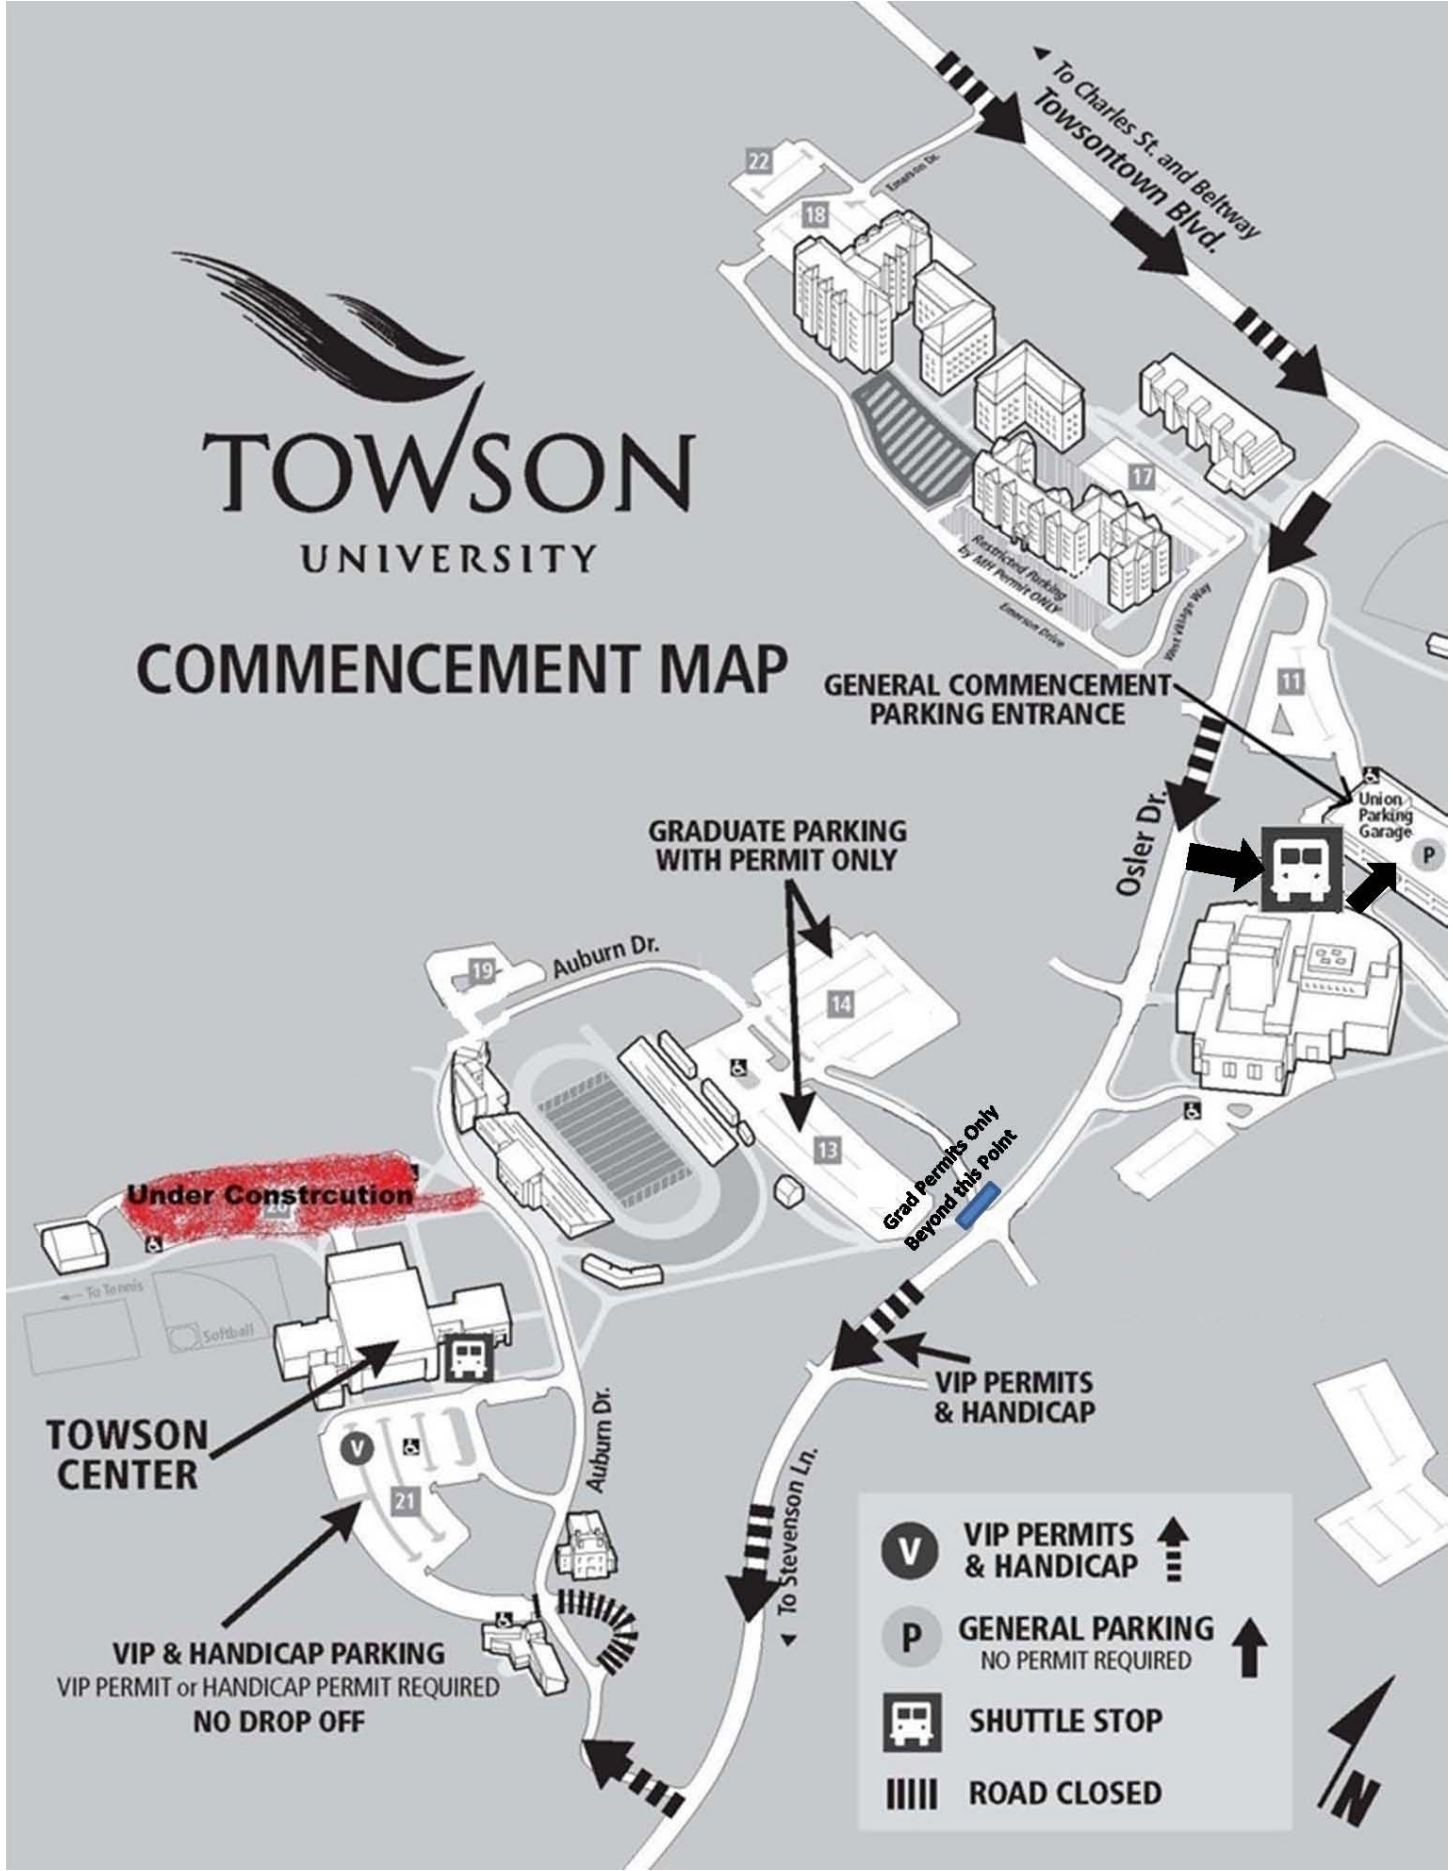 To Charles St. and Beltway
Towsontown Blvd.
Emerson Dr.
22
18
17
TOWSON
UNIVERSITY
COMMENCEMENT MAP
Restricted Parking
by MH Permit ONLY
Emerson Drive
West Village Way
GENERAL COMMENCEMENT
PARKING ENTRANCE
11
Union
Parking
Garage
P
Osler Dr.
GRADUATE PARKING
WITH PERMIT ONLY
19
Auburn Dr.
14
13
Grad Permits Only
Beyond this Point
Under Constrcution
20
To Tennis
Softball
TOWSON
CENTER
V
21
Auburn Dr.
VIP PERMITS
& HANDICAP
To Stevenson Ln.
VIP & HANDICAP PARKING
VIP PERMIT or HANDICAP PERMIT REQUIRED
NO DROP OFF
V
VIP PERMITS
& HANDICAP
P
GENERAL PARKING
NO PERMIT REQUIRED
SHUTTLE STOP
ROAD CLOSED
N